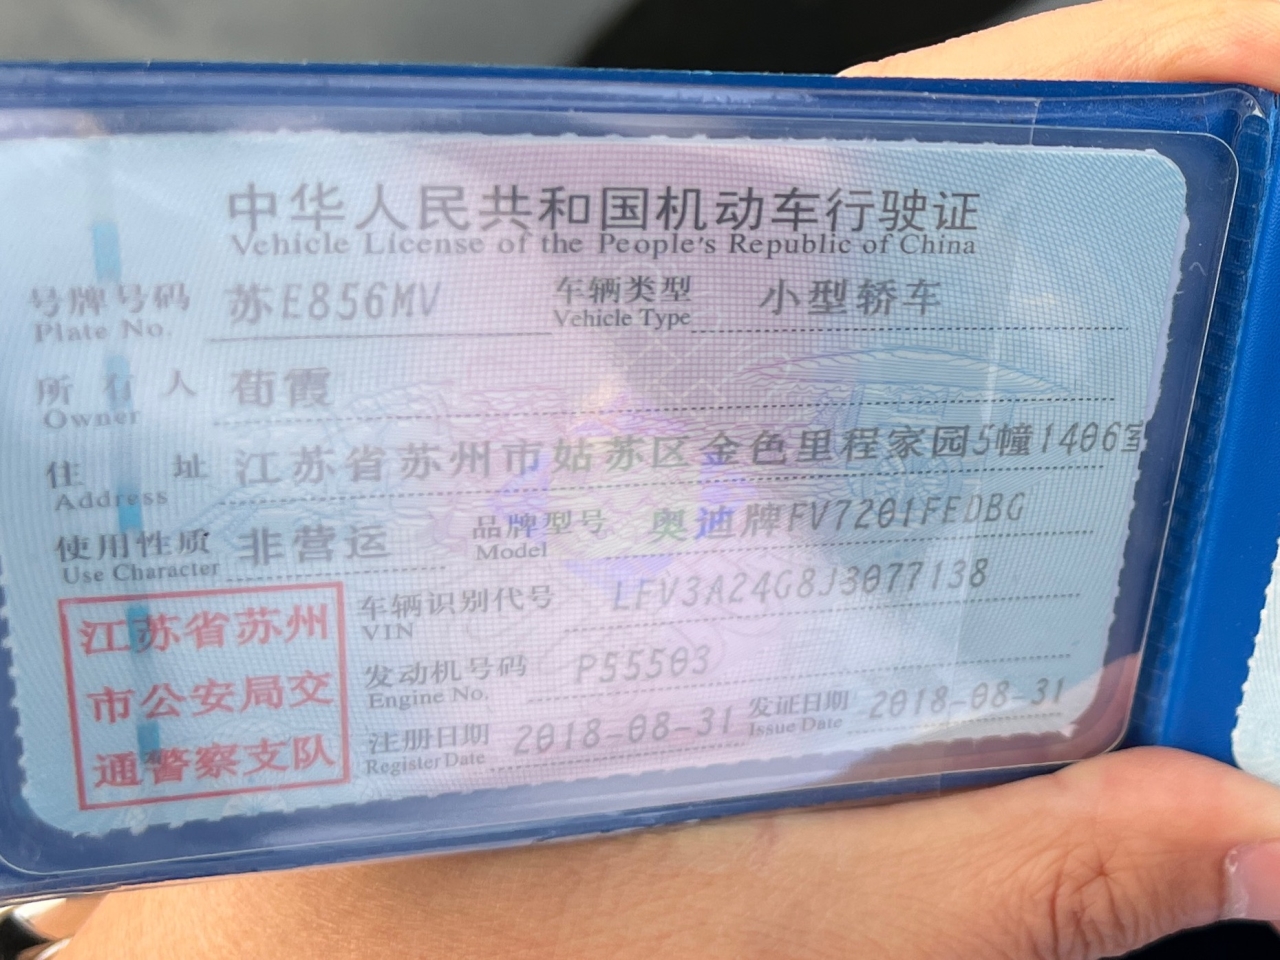 中华人民共和国机动车行驶证
Vehicle License of the People's Republic of China
号牌号码 苏E856MV 车辆类型 小型轿车
Plate No. Vehicle Type
所有人 荀霞
Owner
住址 江苏省苏州市姑苏区金色里程家园5幢1406室
Address
使用性质 非营运 品牌型号 奥迪牌FV7201FEDBG
Use Character Model
车辆识别代号 LFV3A24G8J3077138
VIN
发动机号码 P55503
Engine No.
注册日期 2018-08-31 发证日期 2018-08-31
Register Date Issue Date
江苏省苏州
市公安局交
通警察支队